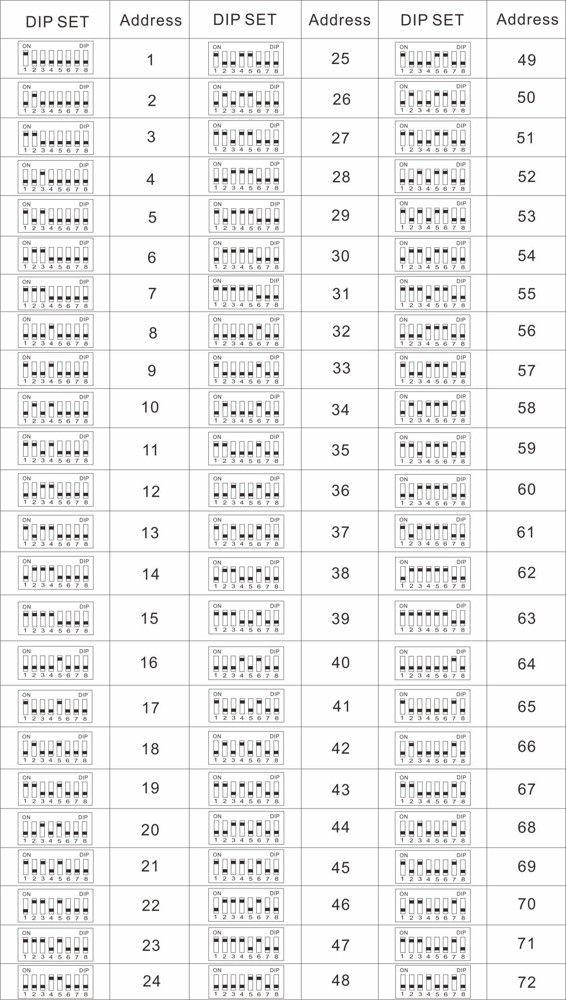 DIP SET Address DIP SET Address DIP SET Address
ON DIP ON DIP ON DIP
1 25 49
1 2 3 4 5 6 7 8 1 2 3 4 5 6 7 8 1 2 3 4 5 6 7 8
ON DIP ON DIP ON DIP
2 26 50
1 2 3 4 5 6 7 8 1 2 3 4 5 6 7 8 1 2 3 4 5 6 7 8
ON DIP ON DIP ON DIP
3 27 51
1 2 3 4 5 6 7 8 1 2 3 4 5 6 7 8 1 2 3 4 5 6 7 8
ON DIP ON DIP ON DIP
4 28 52
1 2 3 4 5 6 7 8 1 2 3 4 5 6 7 8 1 2 3 4 5 6 7 8
ON DIP ON DIP ON DIP
5 29 53
1 2 3 4 5 6 7 8 1 2 3 4 5 6 7 8 1 2 3 4 5 6 7 8
ON DIP ON DIP ON DIP
6 30 54
1 2 3 4 5 6 7 8 1 2 3 4 5 6 7 8 1 2 3 4 5 6 7 8
ON DIP ON DIP ON DIP
7 31 55
1 2 3 4 5 6 7 8 1 2 3 4 5 6 7 8 1 2 3 4 5 6 7 8
ON DIP ON DIP ON DIP
8 32 56
1 2 3 4 5 6 7 8 1 2 3 4 5 6 7 8 1 2 3 4 5 6 7 8
ON DIP ON DIP ON DIP
9 33 57
1 2 3 4 5 6 7 8 1 2 3 4 5 6 7 8 1 2 3 4 5 6 7 8
ON DIP ON DIP ON DIP
10 34 58
1 2 3 4 5 6 7 8 1 2 3 4 5 6 7 8 1 2 3 4 5 6 7 8
ON DIP ON DIP ON DIP
11 35 59
1 2 3 4 5 6 7 8 1 2 3 4 5 6 7 8 1 2 3 4 5 6 7 8
ON DIP ON DIP ON DIP
12 36 60
1 2 3 4 5 6 7 8 1 2 3 4 5 6 7 8 1 2 3 4 5 6 7 8
ON DIP ON DIP ON DIP
13 37 61
1 2 3 4 5 6 7 8 1 2 3 4 5 6 7 8 1 2 3 4 5 6 7 8
ON DIP ON DIP ON DIP
14 38 62
1 2 3 4 5 6 7 8 1 2 3 4 5 6 7 8 1 2 3 4 5 6 7 8
ON DIP ON DIP ON DIP
15 39 63
1 2 3 4 5 6 7 8 1 2 3 4 5 6 7 8 1 2 3 4 5 6 7 8
ON DIP ON DIP ON DIP
16 40 64
1 2 3 4 5 6 7 8 1 2 3 4 5 6 7 8 1 2 3 4 5 6 7 8
ON DIP ON DIP ON DIP
17 41 65
1 2 3 4 5 6 7 8 1 2 3 4 5 6 7 8 1 2 3 4 5 6 7 8
ON DIP ON DIP ON DIP
18 42 66
1 2 3 4 5 6 7 8 1 2 3 4 5 6 7 8 1 2 3 4 5 6 7 8
ON DIP ON DIP ON DIP
19 43 67
1 2 3 4 5 6 7 8 1 2 3 4 5 6 7 8 1 2 3 4 5 6 7 8
ON DIP ON DIP ON DIP
20 44 68
1 2 3 4 5 6 7 8 1 2 3 4 5 6 7 8 1 2 3 4 5 6 7 8
ON DIP ON DIP ON DIP
21 45 69
1 2 3 4 5 6 7 8 1 2 3 4 5 6 7 8 1 2 3 4 5 6 7 8
ON DIP ON DIP ON DIP
22 46 70
1 2 3 4 5 6 7 8 1 2 3 4 5 6 7 8 1 2 3 4 5 6 7 8
ON DIP ON DIP ON DIP
23 47 71
1 2 3 4 5 6 7 8 1 2 3 4 5 6 7 8 1 2 3 4 5 6 7 8
ON DIP ON DIP ON DIP
24 48 72
1 2 3 4 5 6 7 8 1 2 3 4 5 6 7 8 1 2 3 4 5 6 7 8